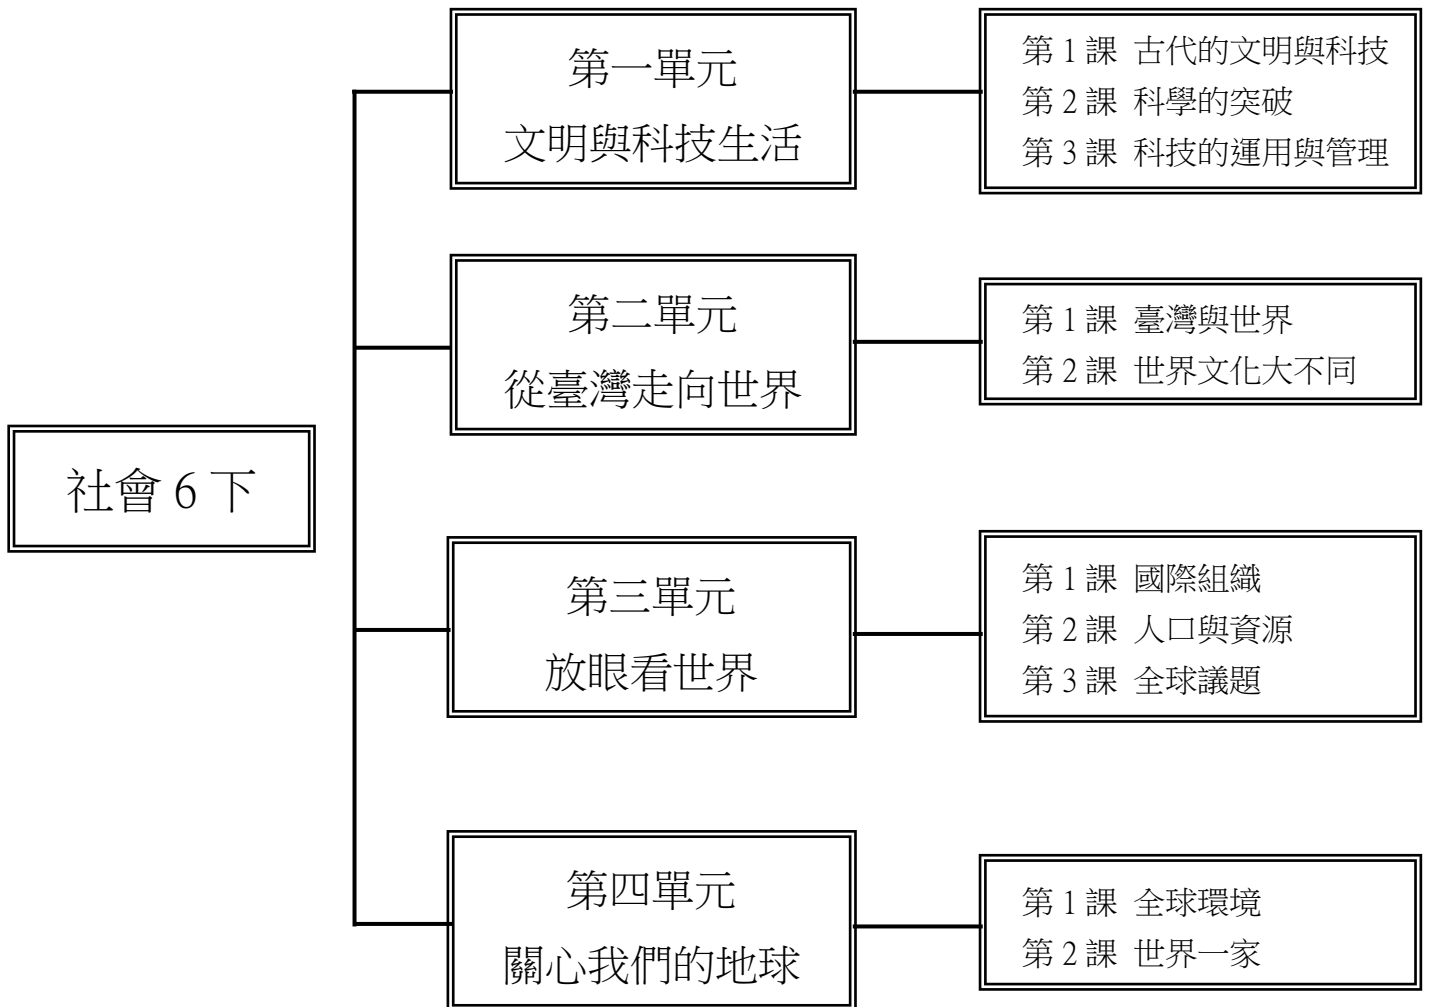 社會 6 下
第一單元
文明與科技生活
第 1 課 古代的文明與科技
第 2 課 科學的突破
第 3 課 科技的運用與管理
第二單元
從臺灣走向世界
第 1 課 臺灣與世界
第 2 課 世界文化大不同
第三單元
放眼看世界
第 1 課 國際組織
第 2 課 人口與資源
第 3 課 全球議題
第四單元
關心我們的地球
第 1 課 全球環境
第 2 課 世界一家